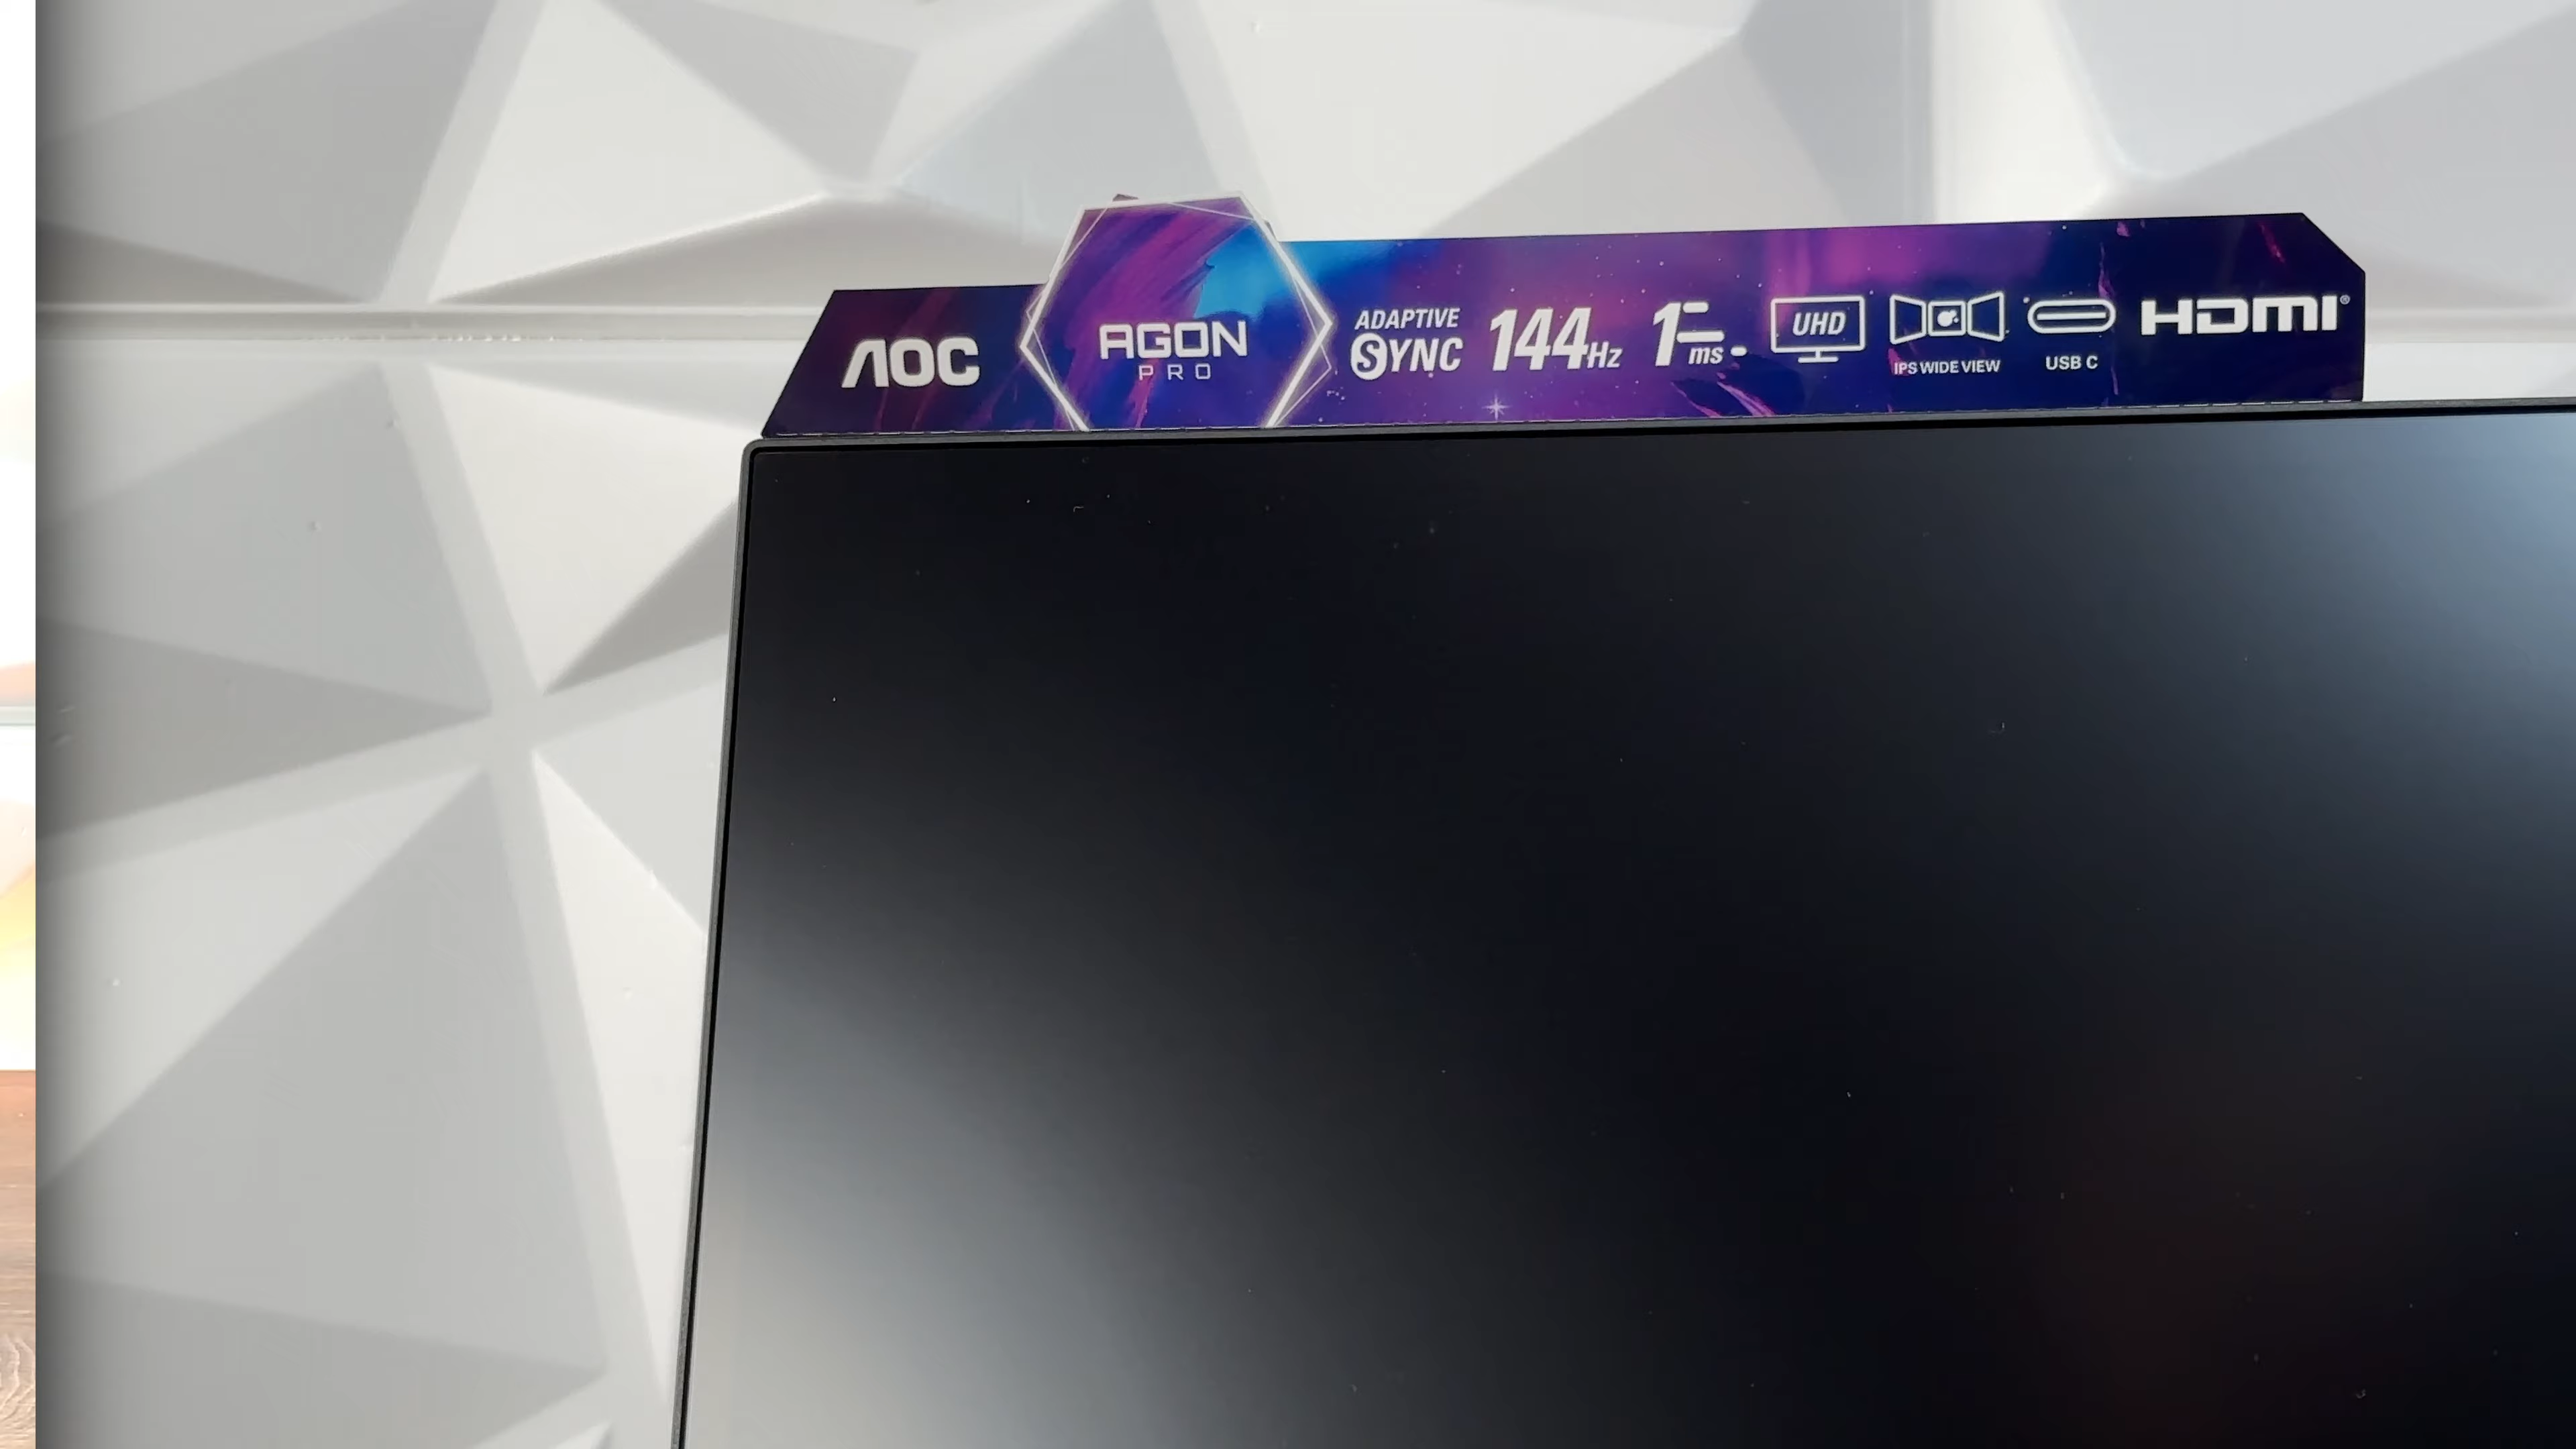 AOC
AGON
PRO
ADAPTIVE
SYNC
144Hz
1ms
UHD
IPS WIDE VIEW
USB C
HDMI®